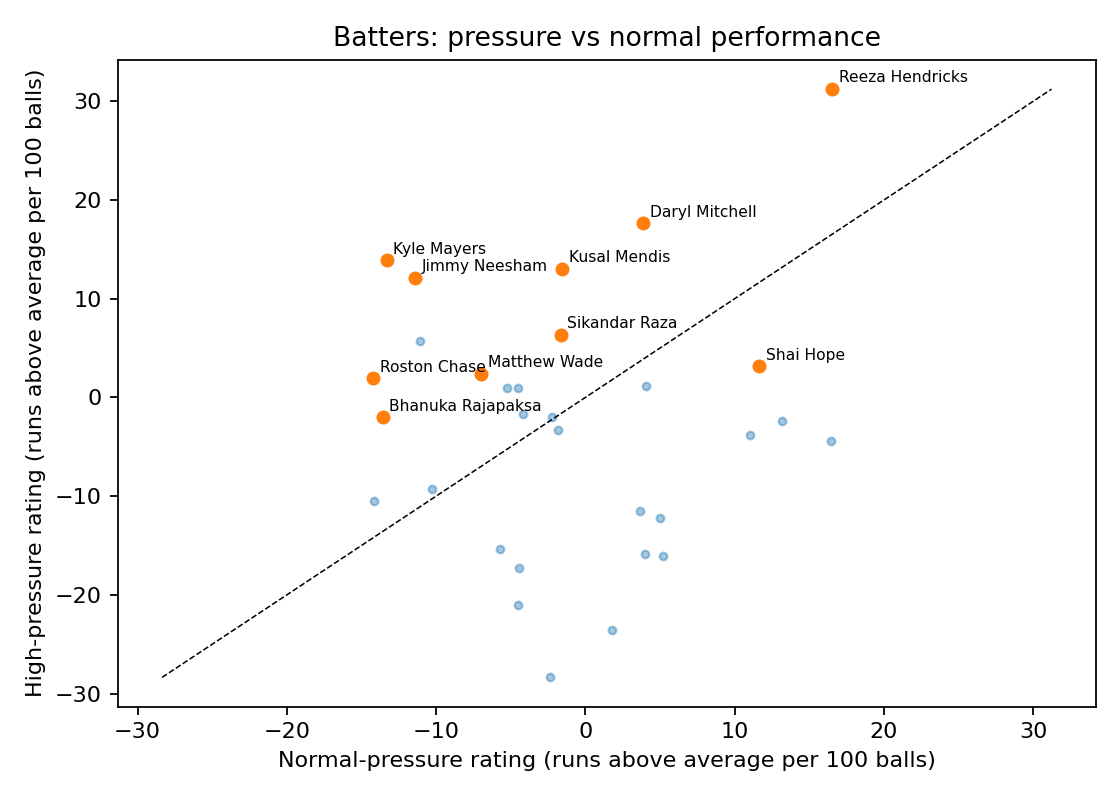 Batters: pressure vs normal performance
High-pressure rating (runs above average per 100 balls)
30
20
10
0
−10
−20
−30
Reeza Hendricks
Daryl Mitchell
Kyle Mayers
Kusal Mendis
Jimmy Neesham
Sikandar Raza
Shai Hope
Matthew Wade
Roston Chase
Bhanuka Rajapaksa
−30
−20
−10
0
10
20
30
Normal-pressure rating (runs above average per 100 balls)